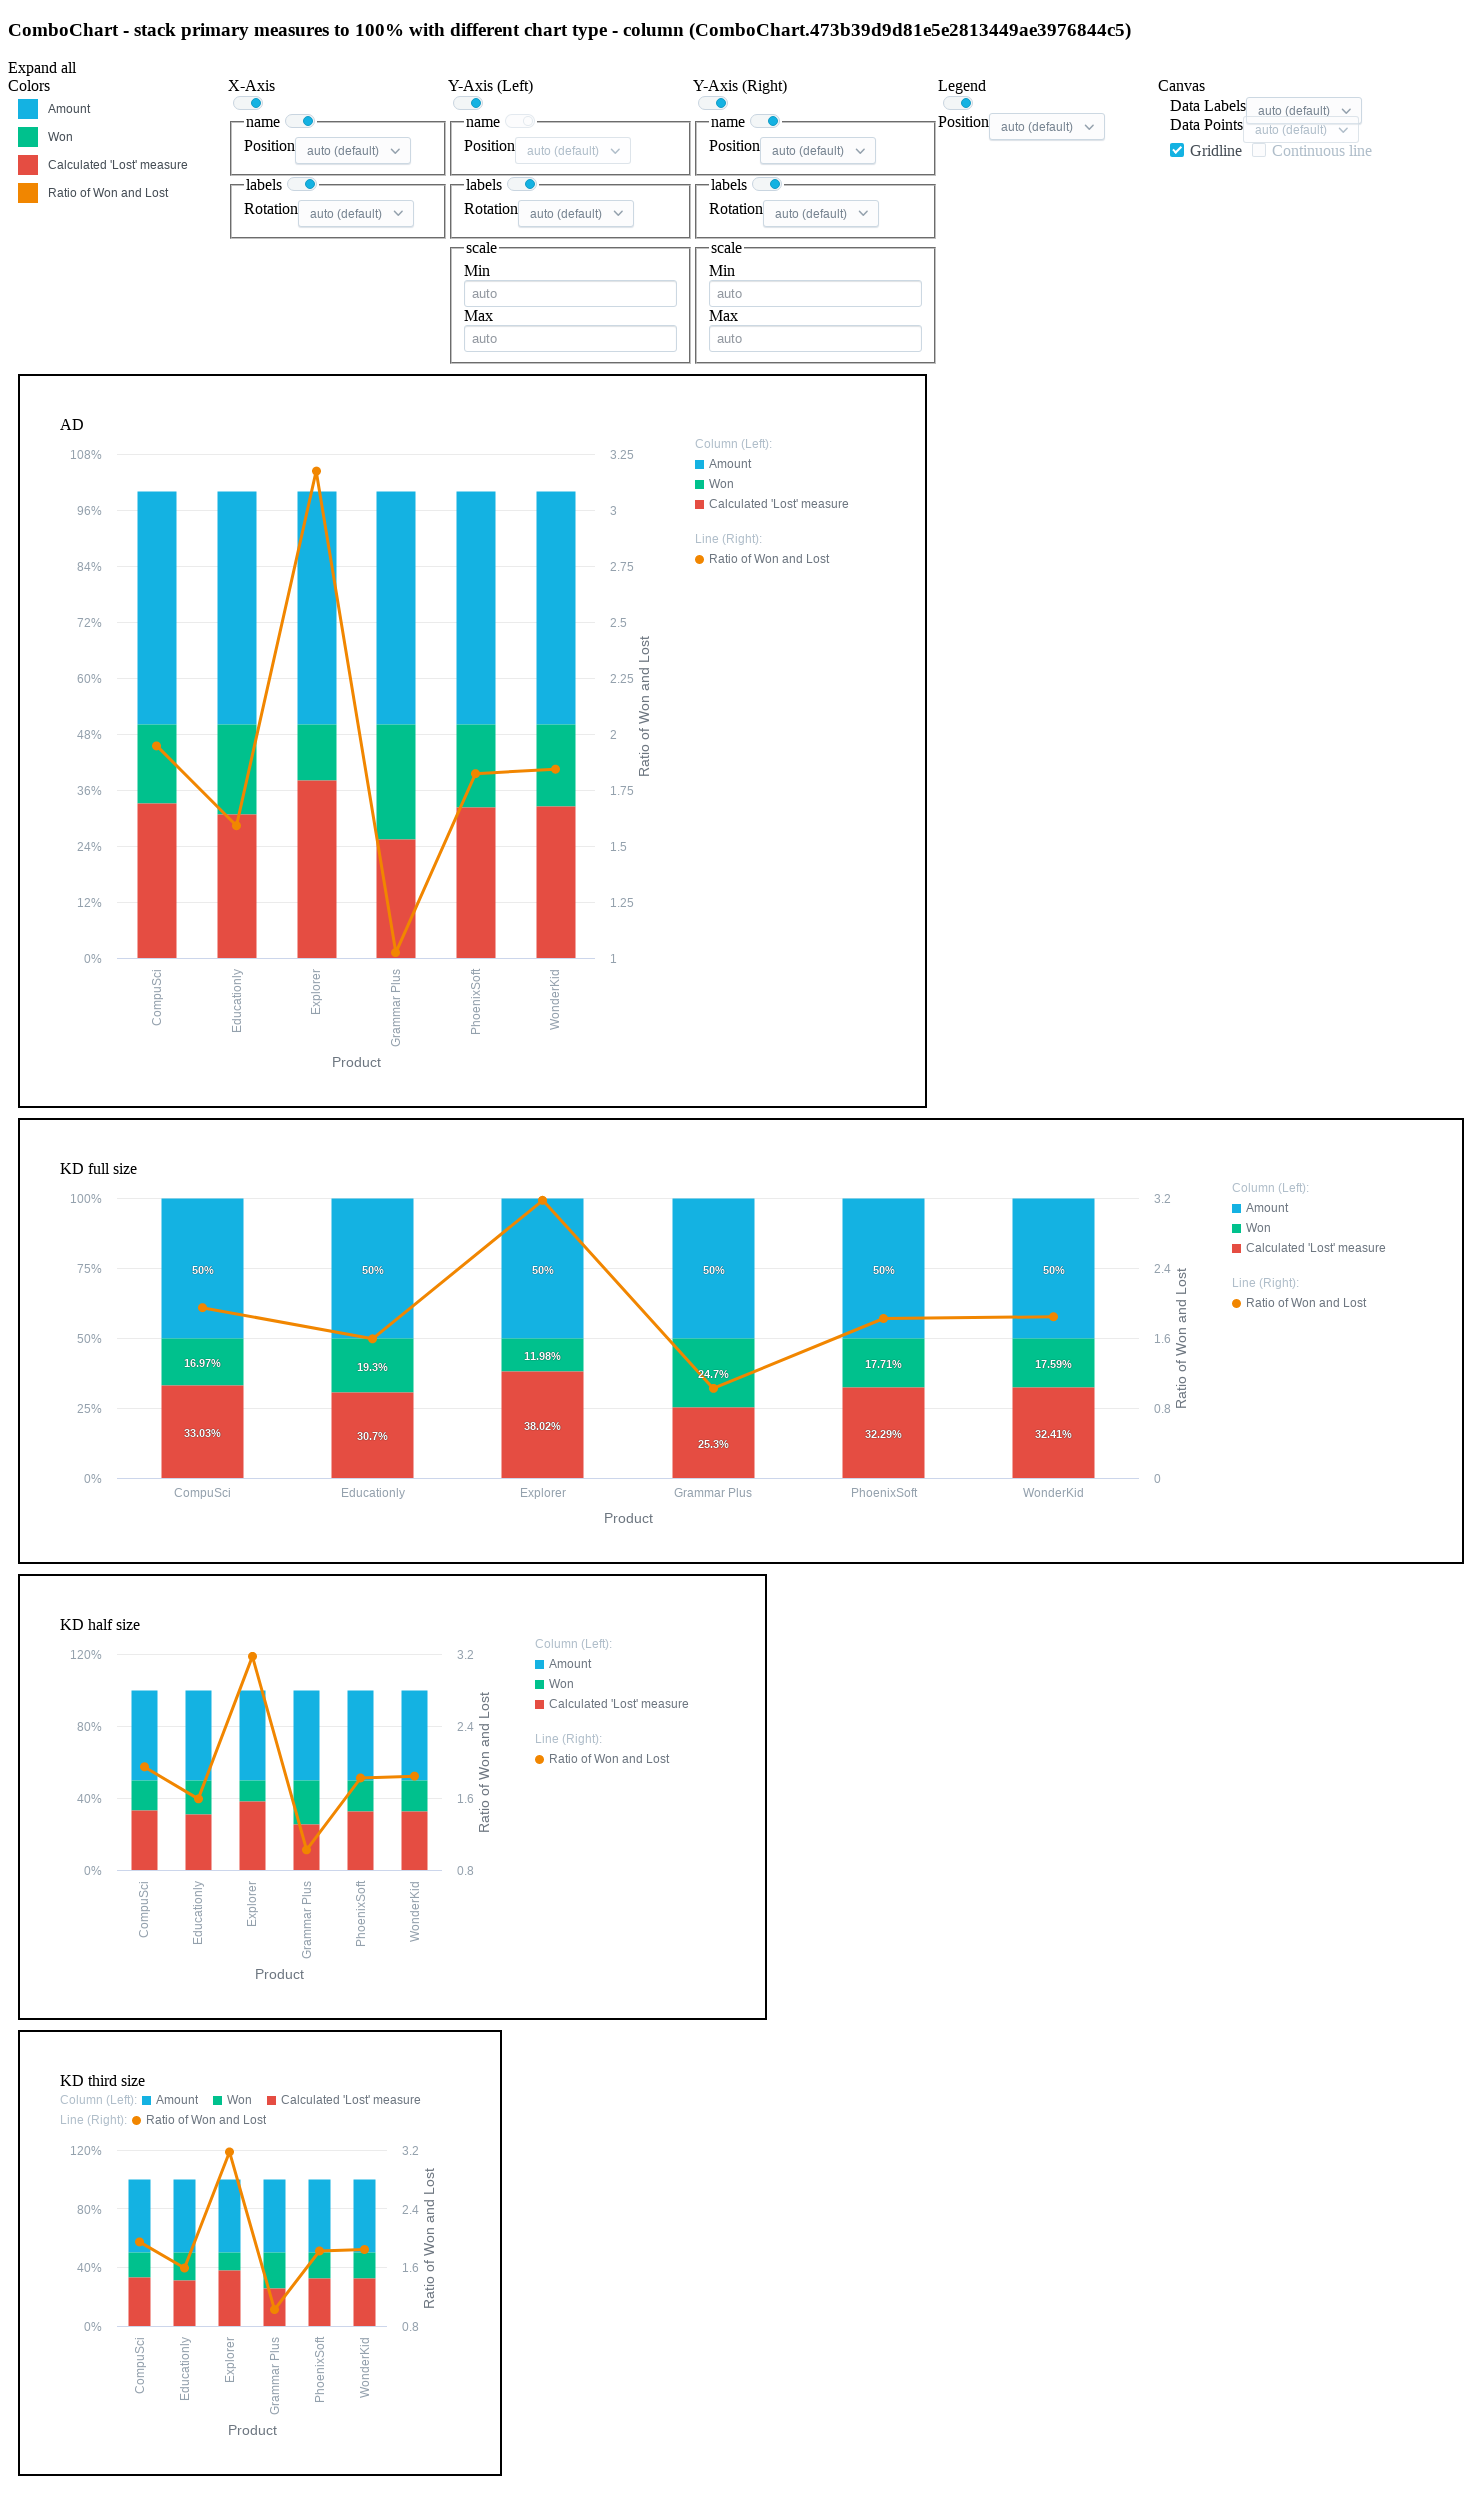 ComboChart - stack primary measures to 100% with different chart type - column (ComboChart.473b39d9d81e5e2813449ae3976844c5)
Expand all
Colors
Amount
Won
Calculated 'Lost' measure
Ratio of Won and Lost
X-Axis
name
Position auto (default)
labels
Rotation auto (default)
Y-Axis (Left)
name
Position auto (default)
labels
Rotation auto (default)
scale
Min
auto
Max
auto
Y-Axis (Right)
name
Position auto (default)
labels
Rotation auto (default)
scale
Min
auto
Max
auto
Legend
Position auto (default)
Canvas
Data Labels auto (default)
Data Points auto (default)
Gridline Continuous line
AD
108%
96%
84%
72%
60%
48%
36%
24%
12%
0%
3.25
3
2.75
2.5
2.25
2
1.75
1.5
1.25
1
Ratio of Won and Lost
CompuSci
Educationly
Explorer
Grammar Plus
PhoenixSoft
WonderKid
Product
Column (Left):
Amount
Won
Calculated 'Lost' measure
Line (Right):
Ratio of Won and Lost
KD full size
100%
75%
50%
25%
0%
50% 50% 50% 50% 50% 50%
16.97% 19.3% 11.98% 24.7% 17.71% 17.59%
33.03% 30.7% 38.02% 25.3% 32.29% 32.41%
3.2
2.4
1.6
0.8
0
Ratio of Won and Lost
CompuSci Educationly Explorer Grammar Plus PhoenixSoft WonderKid
Product
Column (Left):
Amount
Won
Calculated 'Lost' measure
Line (Right):
Ratio of Won and Lost
KD half size
120%
80%
40%
0%
3.2
2.4
1.6
0.8
Ratio of Won and Lost
CompuSci
Educationly
Explorer
Grammar Plus
PhoenixSoft
WonderKid
Product
Column (Left):
Amount
Won
Calculated 'Lost' measure
Line (Right):
Ratio of Won and Lost
KD third size
Column (Left): Amount Won Calculated 'Lost' measure
Line (Right): Ratio of Won and Lost
120%
80%
40%
0%
3.2
2.4
1.6
0.8
Ratio of Won and Lost
CompuSci
Educationly
Explorer
Grammar Plus
PhoenixSoft
WonderKid
Product